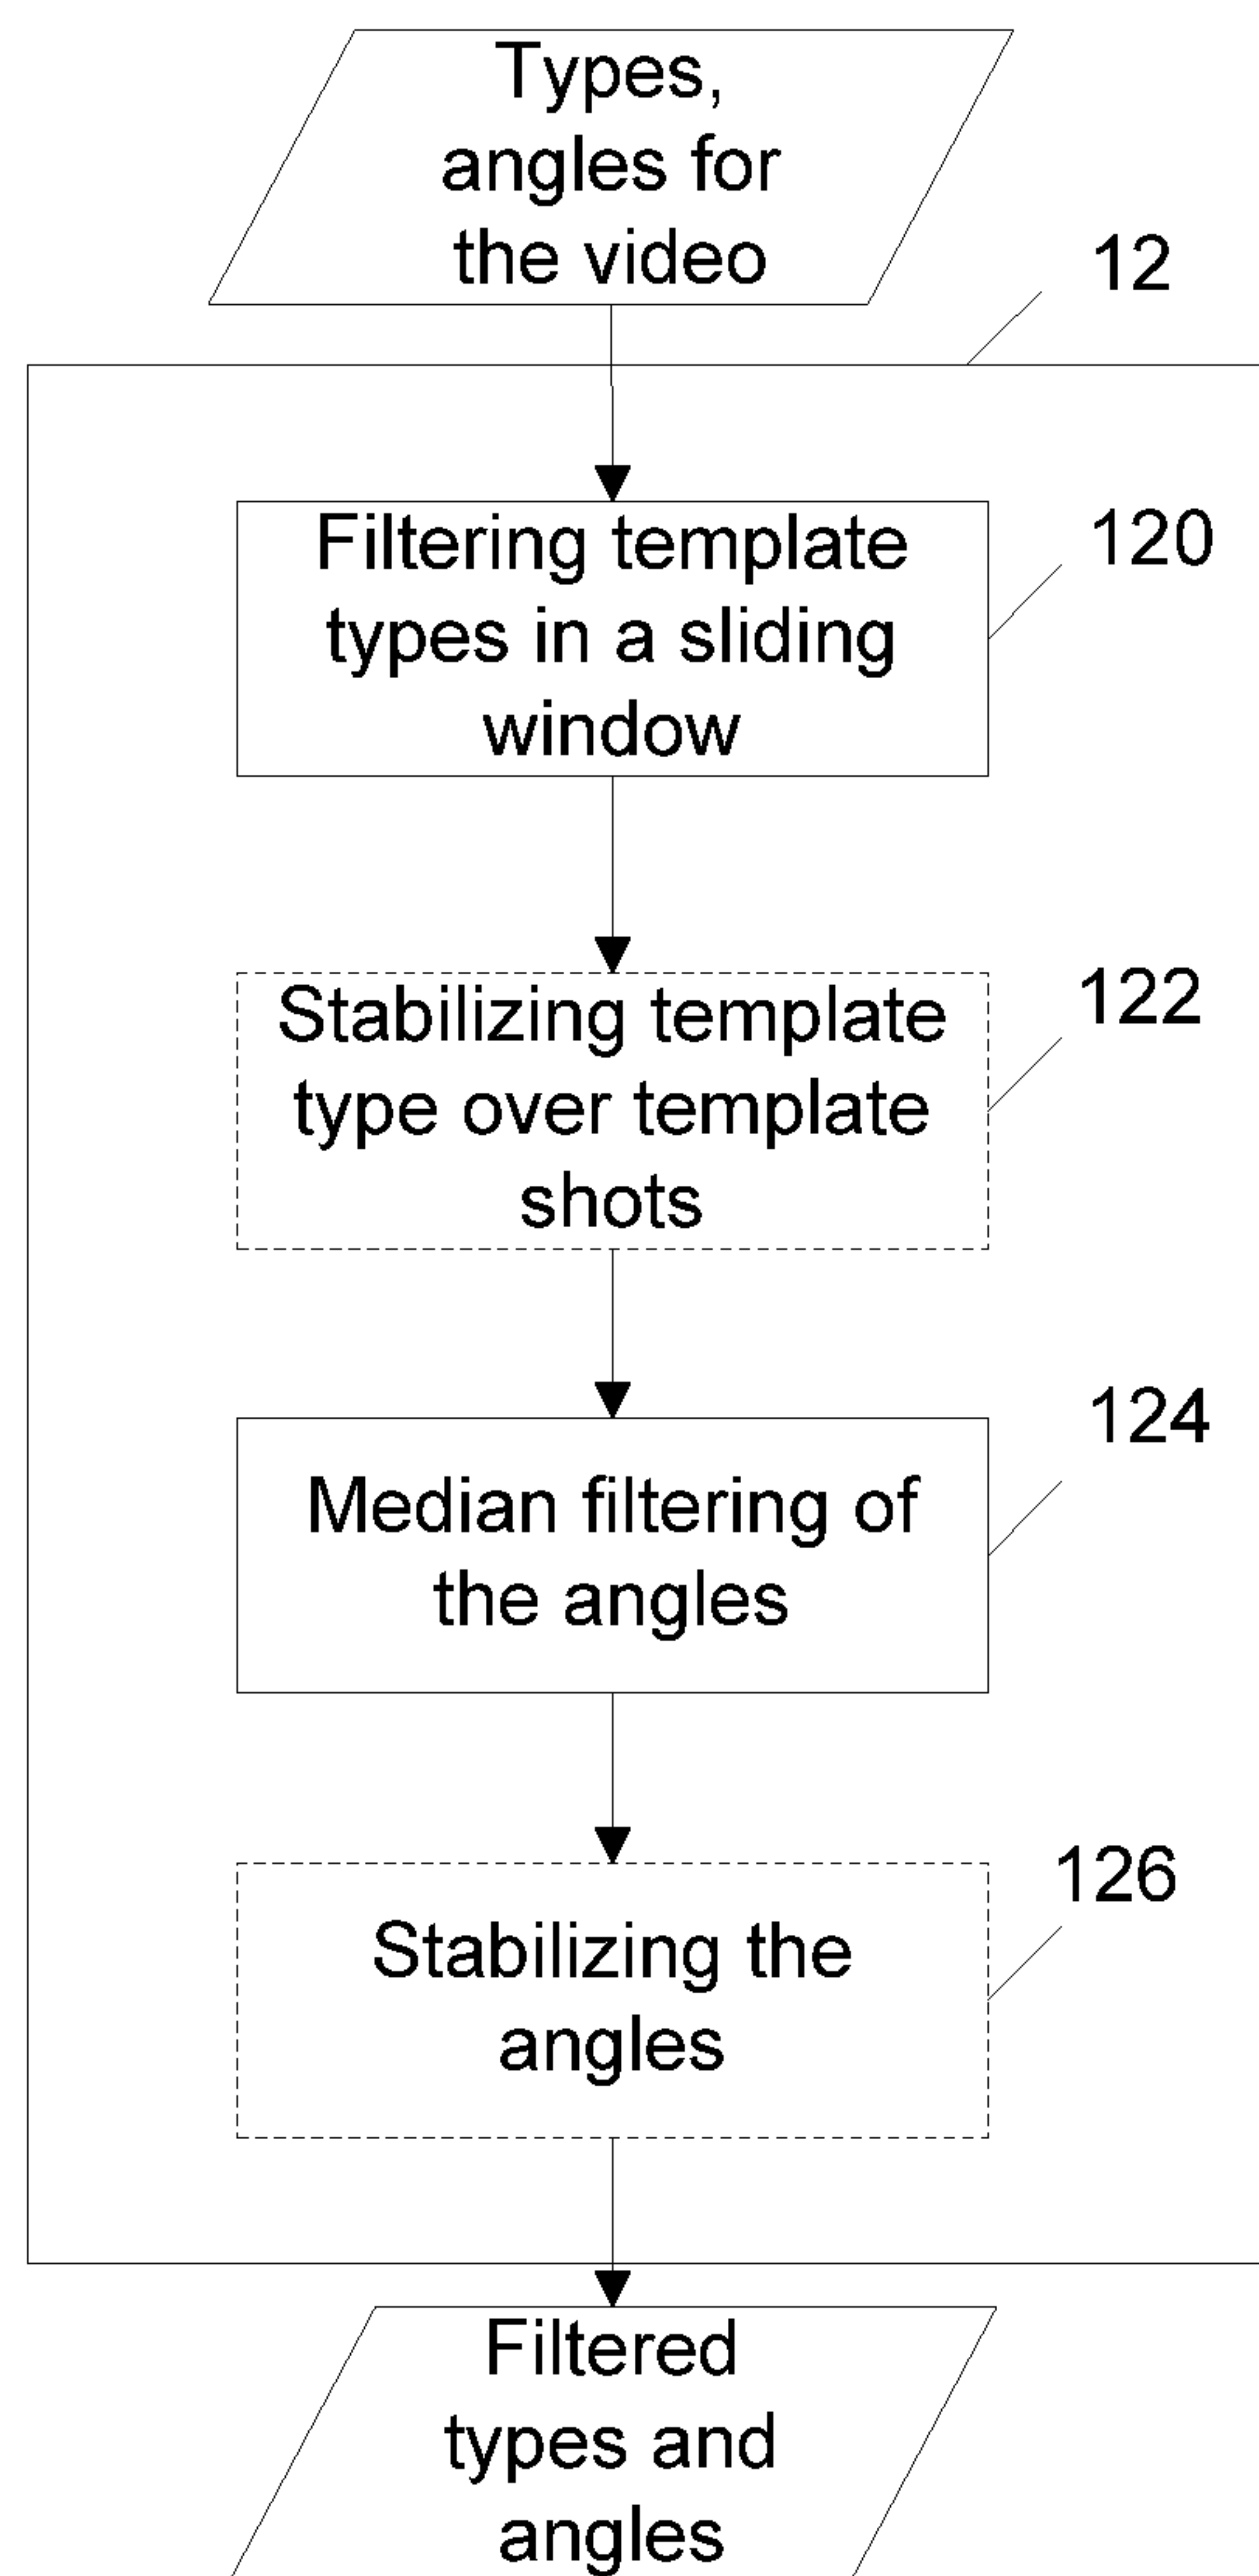 Types,
angles for
the video
12
Filtering template
types in a sliding
window
120
Stabilizing template
type over template
shots
122
Median filtering of
the angles
124
Stabilizing the
angles
126
Filtered
types and
angles